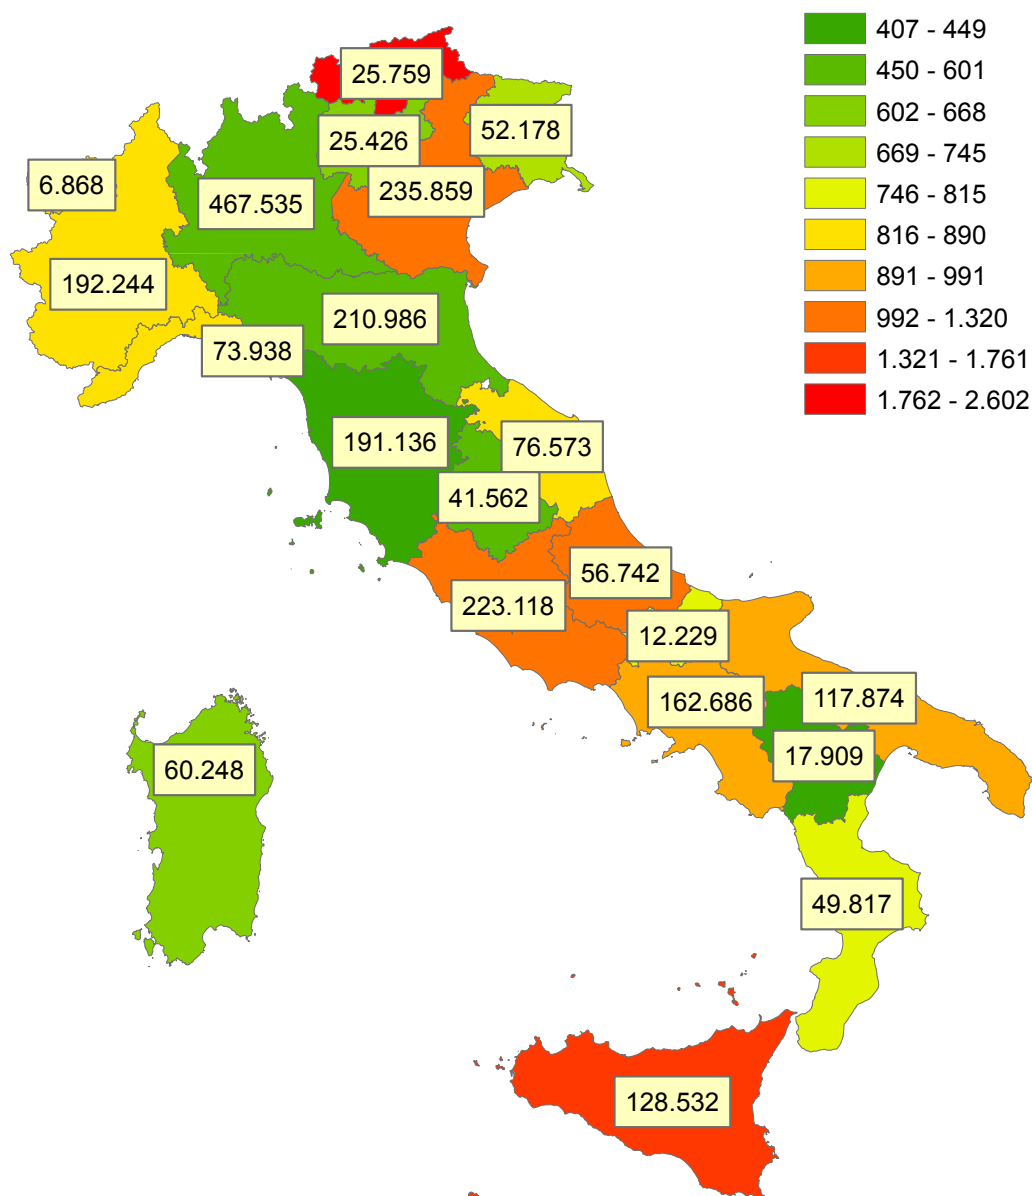 407 - 449
450 - 601
602 - 668
669 - 745
746 - 815
816 - 890
891 - 991
992 - 1.320
1.321 - 1.761
1.762 - 2.602
25.759
25.426
52.178
6.868
467.535
235.859
192.244
210.986
73.938
191.136
76.573
41.562
56.742
223.118
12.229
162.686
117.874
17.909
60.248
49.817
128.532